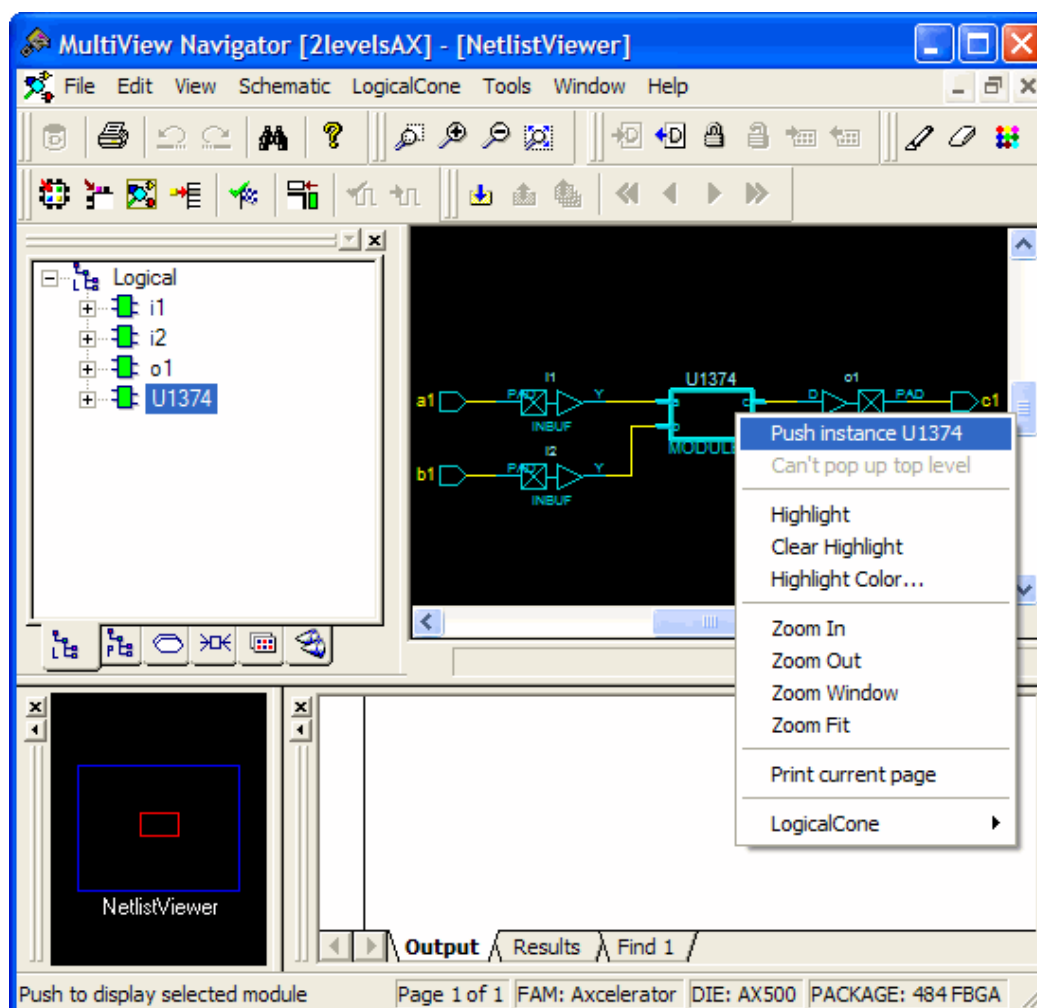 MultiView Navigator [2levelsAX] - [NetlistViewer]
File Edit View Schematic LogicalCone Tools Window Help
Logical
i1
i2
o1
U1374
a1
PAD
I1
Y
INBUF
b1
PAD
I2
Y
INBUF
U1374
a
c
b
MODULE
D
o1
PAD
c1
Push instance U1374
Can't pop up top level
Highlight
Clear Highlight
Highlight Color...
Zoom In
Zoom Out
Zoom Window
Zoom Fit
Print current page
LogicalCone
NetlistViewer
Output Results Find 1
Push to display selected module Page 1 of 1 FAM: Axcelerator DIE: AX500 PACKAGE: 484 FBGA